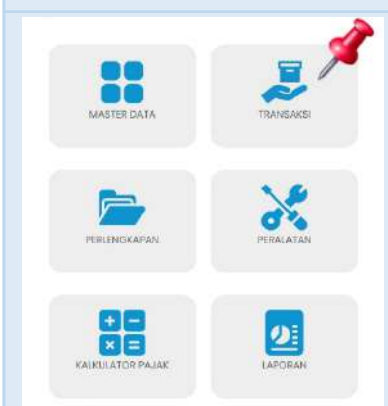 MASTER DATA
TRANSAKSI
PERLENGKAPAN
PERALATAN
KALKULATOR PAJAK
LAPORAN